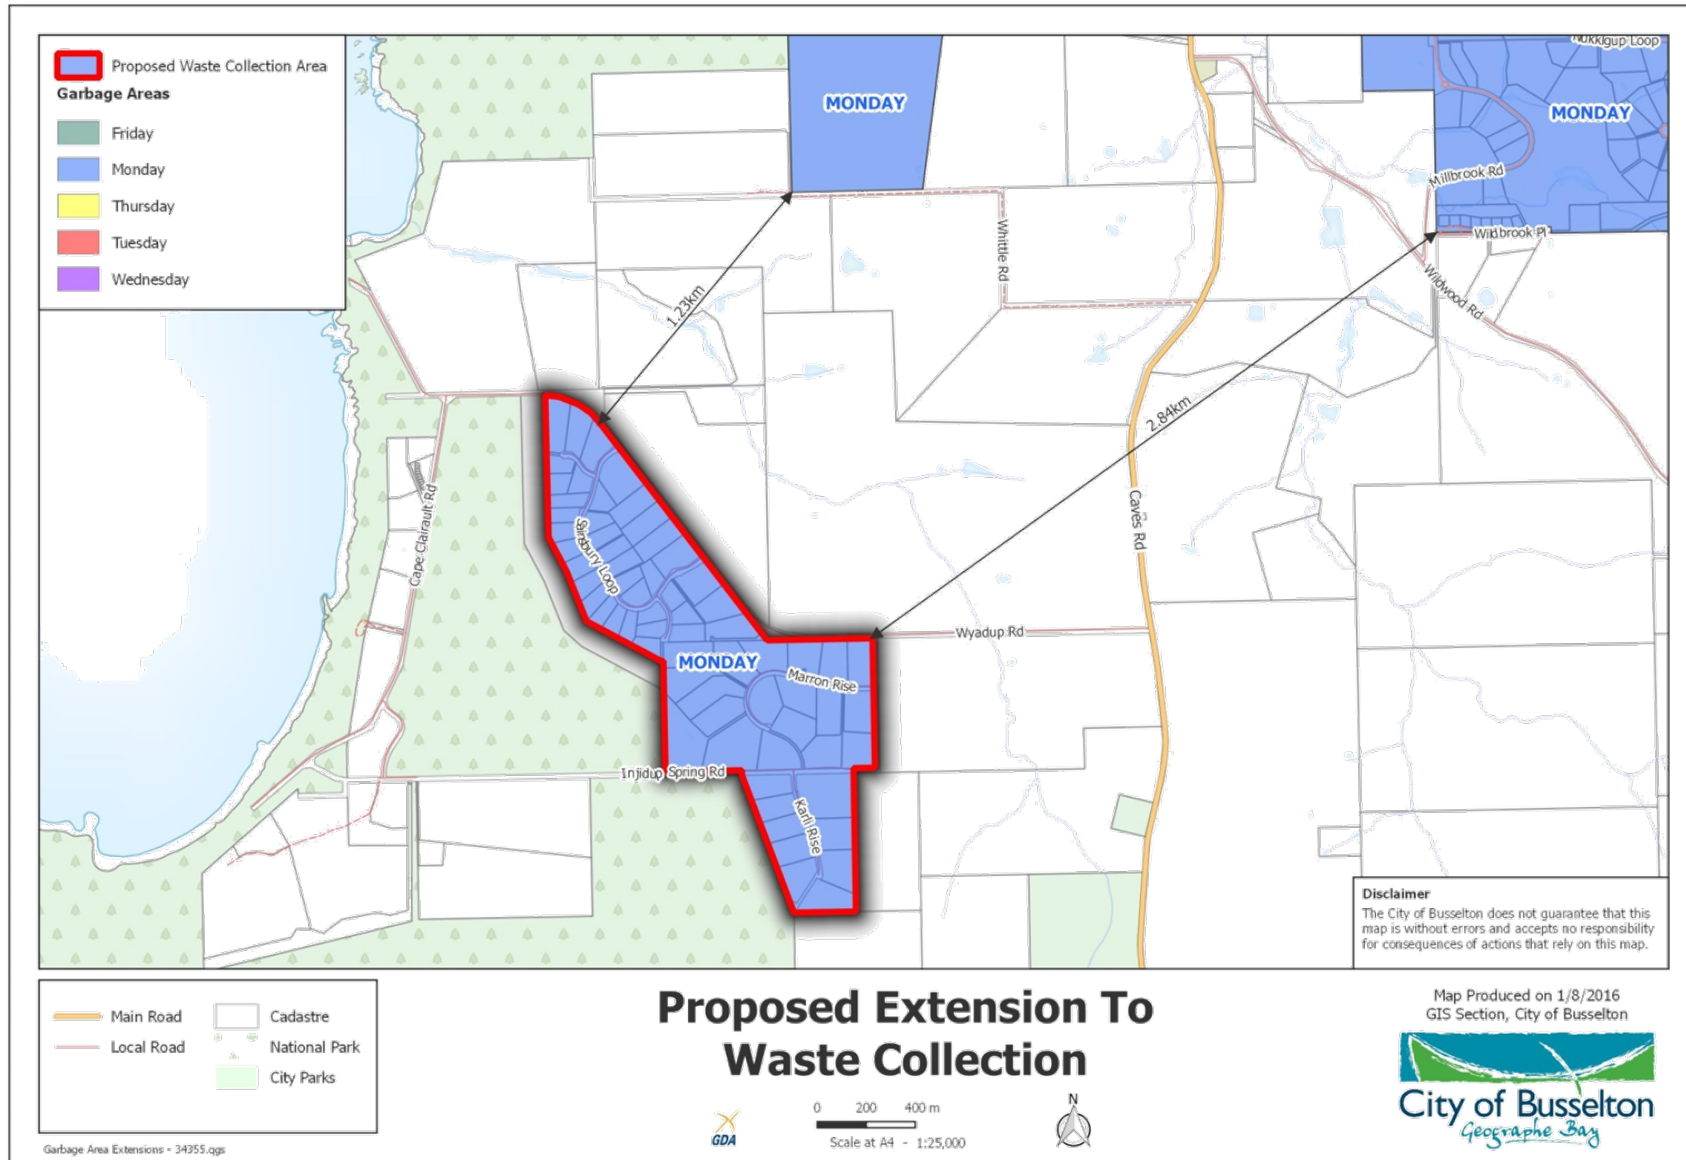 Proposed Waste Collection Area
Garbage Areas
Friday
Monday
Thursday
Tuesday
Wednesday
MONDAY
Nukklgup Loop
MONDAY
Millbrook Rd
Wildbrook Pl
Wildwood Rd
Whittle Rd
1.23km
2.84km
Caves Rd
Cape Clairault Rd
Sainsbury Loop
Wyadup Rd
MONDAY
Marron Rise
Injidup Spring Rd
Karli Rise
Disclaimer
The City of Busselton does not guarantee that this
map is without errors and accepts no responsibility
for consequences of actions that rely on this map.
Main Road
Local Road
Cadastre
National Park
City Parks
Proposed Extension To
Waste Collection
GDA
0 200 400 m
Scale at A4 - 1:25,000
N
Map Produced on 1/8/2016
GIS Section, City of Busselton
City of Busselton
Geographe Bay
Garbage Area Extensions - 34355.qgs